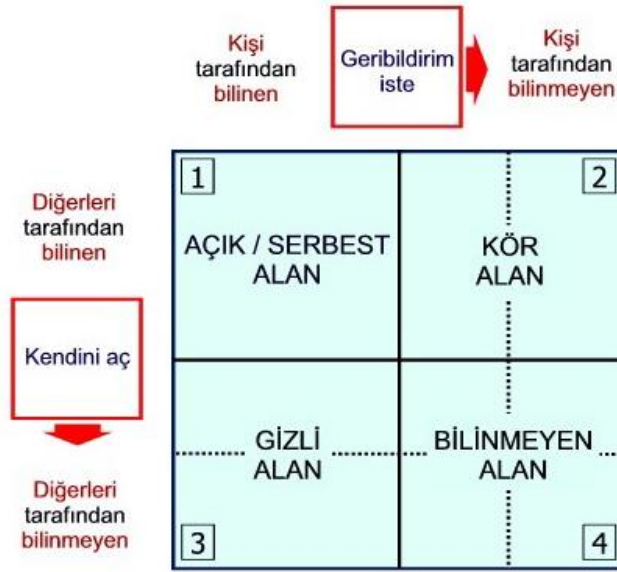 Kişi
tarafından
bilinen
Geribildirim
iste
Kişi
tarafından
bilinmeyen
Diğerleri
tarafından
bilinen
1
AÇIK / SERBEST
ALAN
2
KÖR
ALAN
Kendini aç
Diğerleri
tarafından
bilinmeyen
GİZLİ
ALAN
3
BİLİNMEYEN
ALAN
4